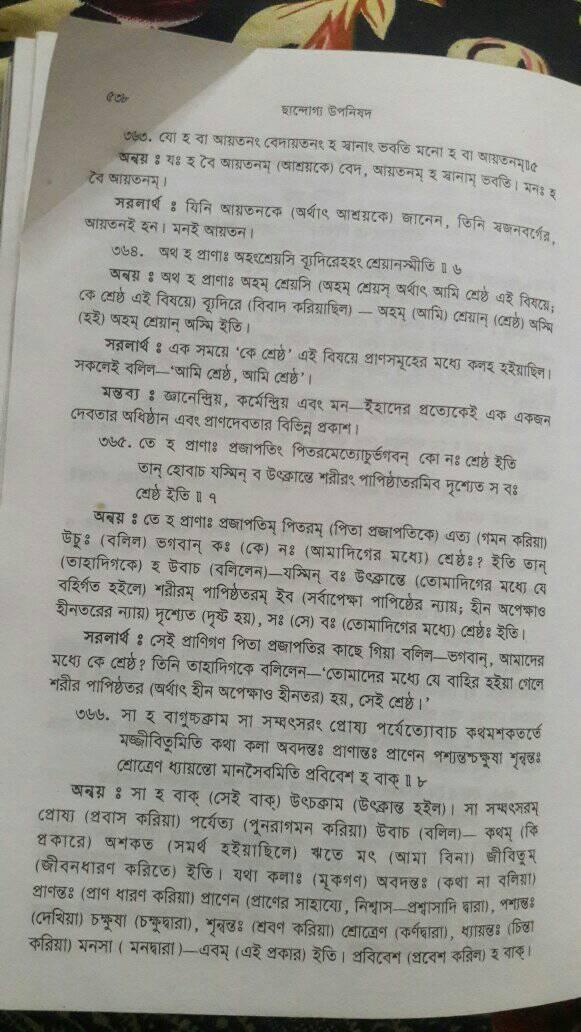 ৫৩৮
ছান্দোগ্য উপনিষদ
৩৬৩. যো হ বা আয়তনং বেদায়তনং হ স্বানাং ভবতি মনো হ বা আয়তনম্॥৫
অন্বয় ঃ যঃ হ বৈ আয়তনম্ (আশ্রয়কে) বেদ, আয়তনম্ হ স্বানাম্ ভবতি। মনঃ হ
বৈ আয়তনম্।
সরলার্থ ঃ যিনি আয়তনকে (অর্থাৎ আশ্রয়কে) জানেন, তিনি স্বজনবর্গের,
আয়তনই হন। মনই আয়তন।
৩৬৪. অথ হ প্রাণাঃ অহংশ্রেয়সি ব্যূদিরেহহং শ্রেয়ানস্মীতি॥ ৬
অন্বয় ঃ অথ হ প্রাণাঃ অহম্ শ্রেয়সি (অহম্ শ্রেয়স্ অর্থাৎ আমি শ্রেষ্ঠ এই বিষয়ে;
কে শ্রেষ্ঠ এই বিষয়ে) ব্যূদিরে (বিবাদ করিয়াছিল) — অহম্ (আমি) শ্রেয়ান্ (শ্রেষ্ঠ) অস্মি
(হই) অহম্ শ্রেয়ান্ অস্মি ইতি।
সরলার্থ ঃ এক সময়ে ‘কে শ্রেষ্ঠ’ এই বিষয়ে প্রাণসমূহের মধ্যে কলহ হইয়াছিল।
সকলেই বলিল—‘আমি শ্রেষ্ঠ, আমি শ্রেষ্ঠ’।
মন্তব্য ঃ জ্ঞানেন্দ্রিয়, কর্মেন্দ্রিয় এবং মন—ইহাদের প্রত্যেকেই এক একজন
দেবতার অধিষ্ঠান এবং প্রাণদেবতার বিভিন্ন প্রকাশ।
৩৬৫. তে হ প্রাণাঃ প্রজাপতিং পিতরমেত্যোচুর্ভগবন্ কো নঃ শ্রেষ্ঠ ইতি
তান্ হোবাচ যস্মিন্ ব উৎক্রান্তে শরীরং পাপিষ্ঠতরমিব দৃশ্যেত স বঃ
শ্রেষ্ঠ ইতি॥ ৭
অন্বয় ঃ তে হ প্রাণাঃ প্রজাপতিম্ পিতরম্ (পিতা প্রজাপতিকে) এত্য (গমন করিয়া)
উচুঃ (বলিল) ভগবান্ কঃ (কে) নঃ (আমাদিগের মধ্যে) শ্রেষ্ঠঃ? ইতি তান্
(তাহাদিগকে) হ উবাচ (বলিলেন)—যস্মিন্ বঃ উৎক্রান্তে (তোমাদিগের মধ্যে যে
বহির্গত হইলে) শরীরম্ পাপিষ্ঠতরম্ ইব (সর্বাপেক্ষা পাপিষ্ঠের ন্যায়; হীন অপেক্ষাও
হীনতরের ন্যায়) দৃশ্যেত (দৃষ্ট হয়), সঃ (সে) বঃ (তোমাদিগের মধ্যে) শ্রেষ্ঠঃ ইতি।
সরলার্থ ঃ সেই প্রাণিগণ পিতা প্রজাপতির কাছে গিয়া বলিল—ভগবান্, আমাদের
মধ্যে কে শ্রেষ্ঠ? তিনি তাহাদিগকে বলিলেন—‘তোমাদের মধ্যে যে বাহির হইয়া গেলে
শরীর পাপিষ্ঠতর (অর্থাৎ হীন অপেক্ষাও হীনতর) হয়, সেই শ্রেষ্ঠ।’
৩৬৬. সা হ বাগুচ্চক্রাম সা সম্বৎসরং প্রোষ্য পর্যেত্যোবাচ কথমশকতর্তে
মজ্জীবিতুমিতি কথা কলা অবদন্তঃ প্রাণন্তঃ প্রাণেন পশ্যন্তশ্চক্ষুষা শৃন্বন্তঃ
শ্রোত্রেণ ধ্যায়ন্তো মানসৈবমিতি প্রবিবেশ হ বাক্॥ ৮
অন্বয় ঃ সা হ বাক্ (সেই বাক্) উৎচক্রাম (উৎক্রান্ত হইল)। সা সম্বৎসরম্
প্রোষ্য (প্রবাস করিয়া) পর্যেত্য (পুনরাগমন করিয়া) উবাচ (বলিল)— কথম্ (কি
প্রকারে) অশকত (সমর্থ হইয়াছিলে) ঋতে মৎ (আমা বিনা) জীবিতুম্
(জীবনধারণ করিতে) ইতি। যথা কলাঃ (মূকগণ) অবদন্তঃ (কথা না বলিয়া)
প্রাণন্তঃ (প্রাণ ধারণ করিয়া) প্রাণেন (প্রাণের সাহায্যে, নিশ্বাস—প্রশ্বাসাদি দ্বারা), পশ্যন্তঃ
(দেখিয়া) চক্ষুষা (চক্ষুদ্বারা), শৃন্বন্তঃ (শ্রবণ করিয়া) শ্রোত্রেণ (কর্ণদ্বারা), ধ্যায়ন্তঃ (চিন্তা
করিয়া) মনসা ( মনদ্বারা)—এবম্ (এই প্রকার) ইতি। প্রবিবেশ (প্রবেশ করিল) হ বাক্।